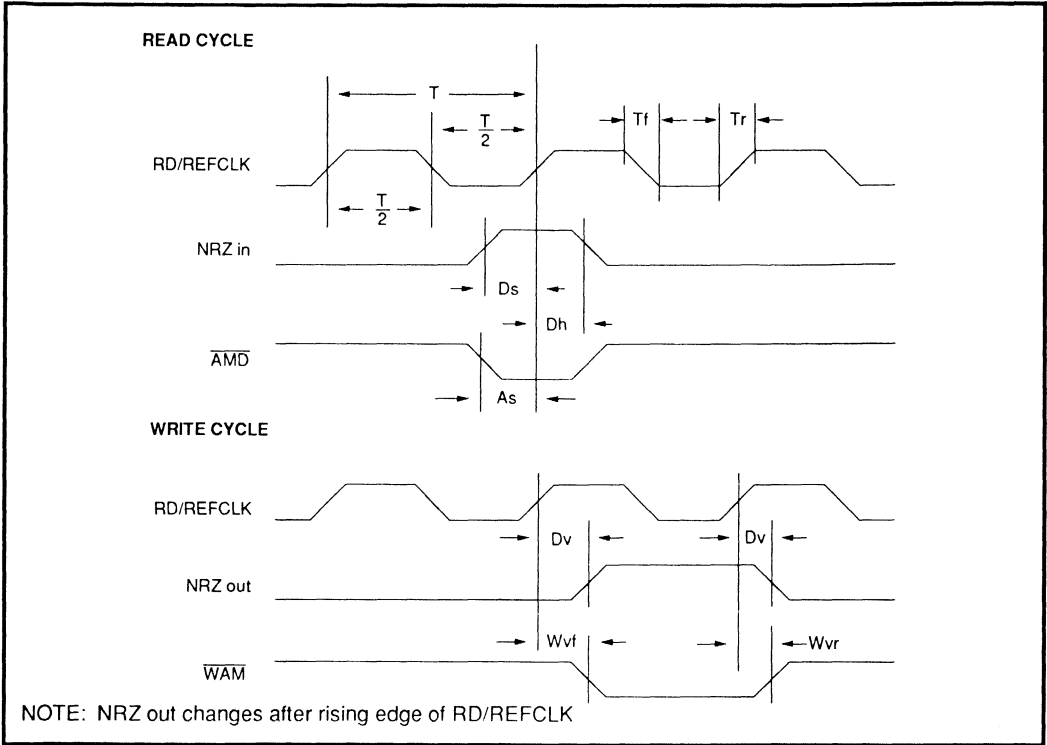 READ CYCLE
T
T
2
Tf
Tr
RD/REFCLK
T
2
NRZ in
Ds
Dh
AMD
As
WRITE CYCLE
RD/REFCLK
Dv
Dv
NRZ out
Wvf
Wvr
WAM
NOTE: NRZ out changes after rising edge of RD/REFCLK